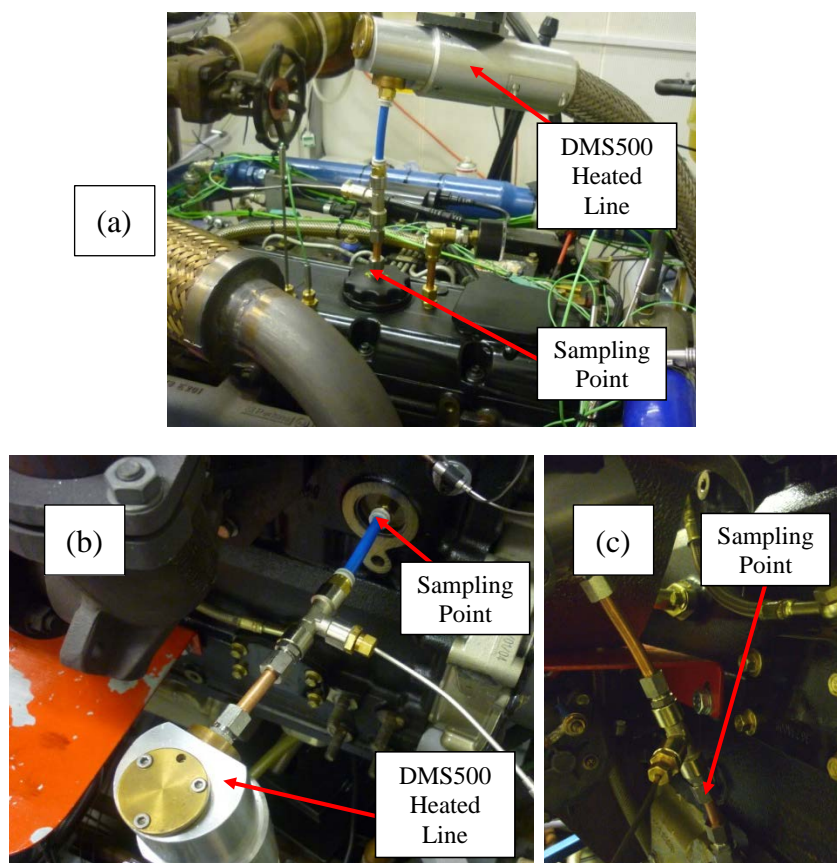 (a)
DMS500
Heated
Line
Sampling
Point
(b)
Sampling
Point
DMS500
Heated
Line
(c)
Sampling
Point